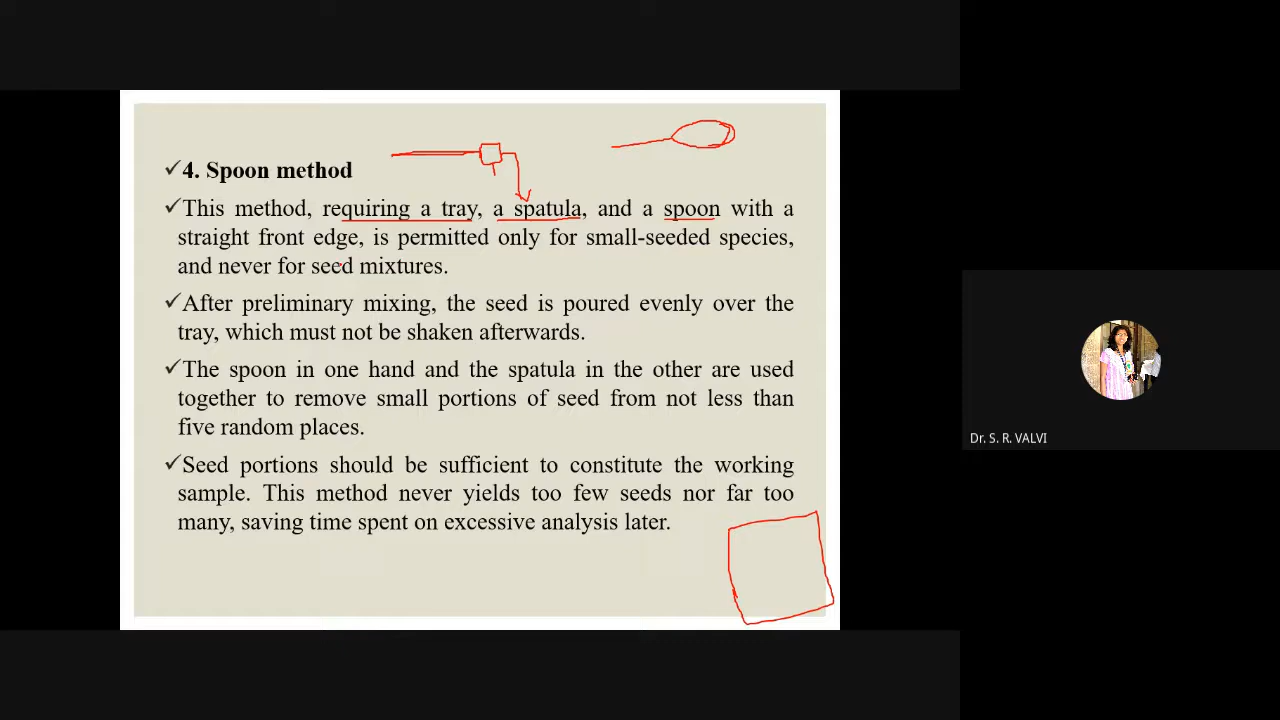 ✓4. Spoon method
✓This method, requiring a tray, a spatula, and a spoon with a
straight front edge, is permitted only for small-seeded species,
and never for seed mixtures.
✓After preliminary mixing, the seed is poured evenly over the
tray, which must not be shaken afterwards.
✓The spoon in one hand and the spatula in the other are used
together to remove small portions of seed from not less than
five random places.
✓Seed portions should be sufficient to constitute the working
sample. This method never yields too few seeds nor far too
many, saving time spent on excessive analysis later.
Dr. S. R. VALVI